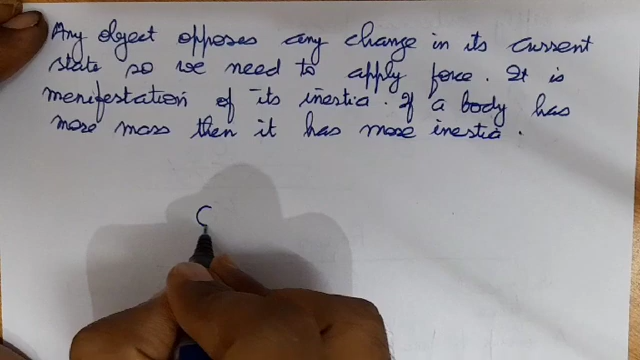 Any object opposes any change in its current
state so we need to apply force. It is
menifestation of its inertia. If a body has
more mass then it has more inertia.
C